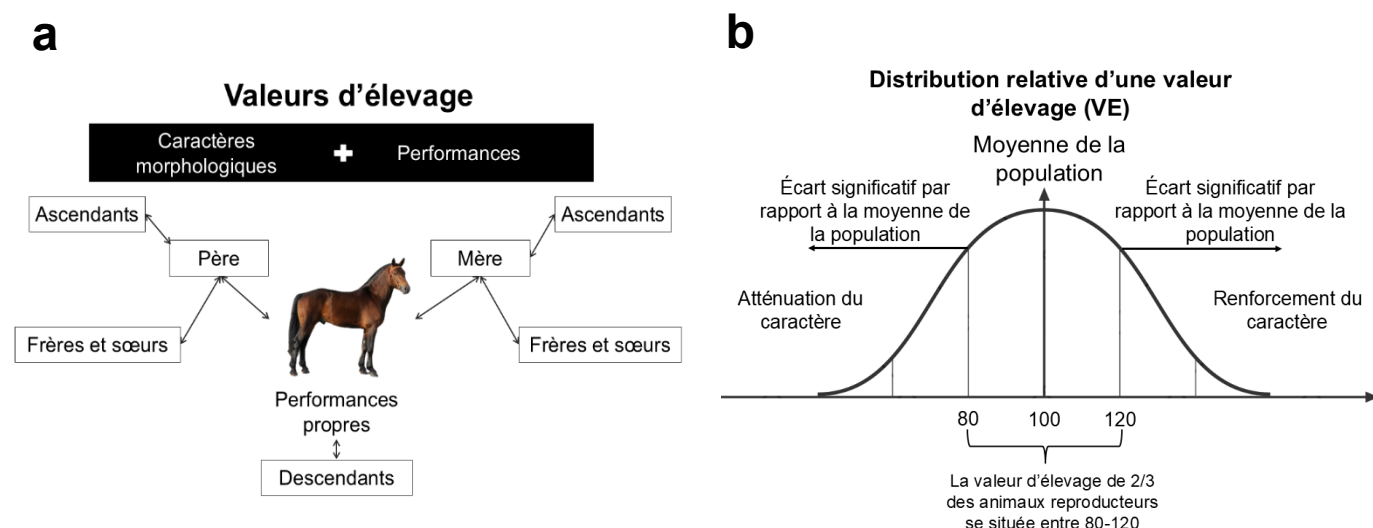 a
Valeurs d’élevage
Caractères
morphologiques
Performances
Ascendants
Ascendants
Père
Mère
Frères et sœurs
Frères et sœurs
Performances
propres
Descendants
b
Distribution relative d’une valeur
d’élevage (VE)
Moyenne de la
population
Écart significatif par
rapport à la moyenne de
la population
Écart significatif par
rapport à la moyenne de la
population
Atténuation du
caractère
Renforcement du
caractère
80
100
120
La valeur d’élevage de 2/3
des animaux reproducteurs
se située entre 80-120